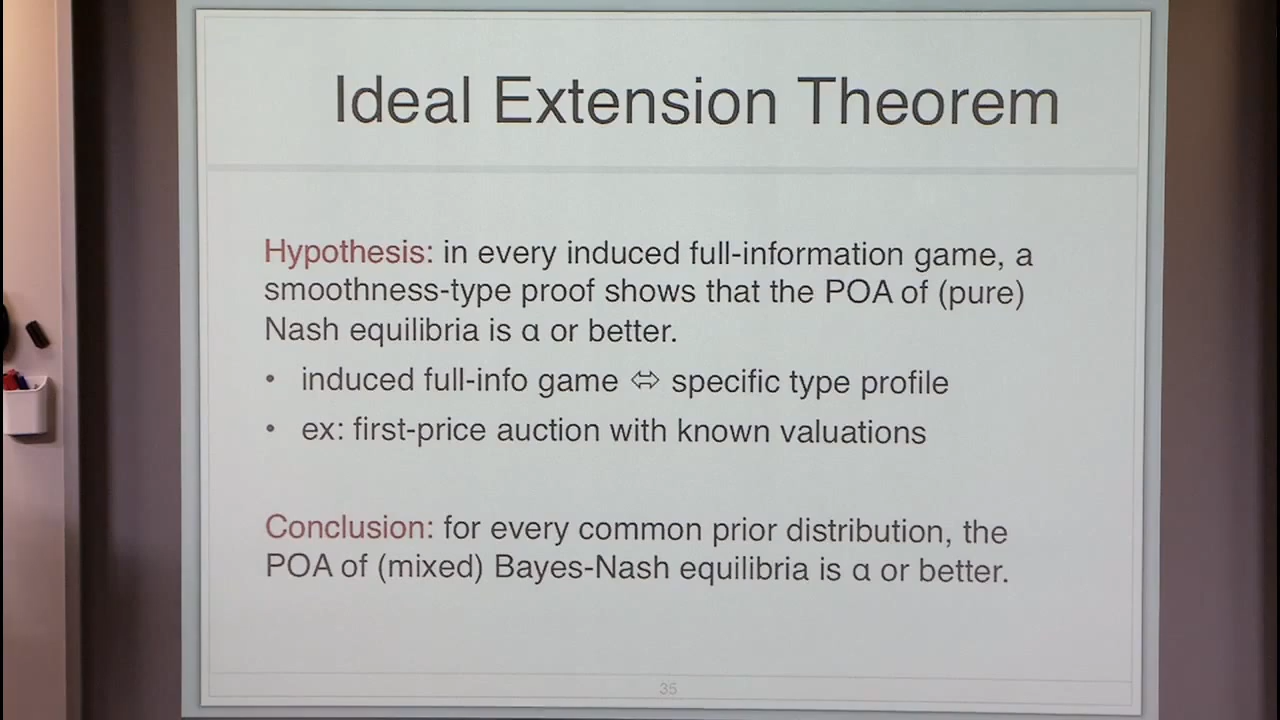 Ideal Extension Theorem
Hypothesis: in every induced full-information game, a
smoothness-type proof shows that the POA of (pure)
Nash equilibria is α or better.
• induced full-info game ⇔ specific type profile
• ex: first-price auction with known valuations
Conclusion: for every common prior distribution, the
POA of (mixed) Bayes-Nash equilibria is α or better.
35